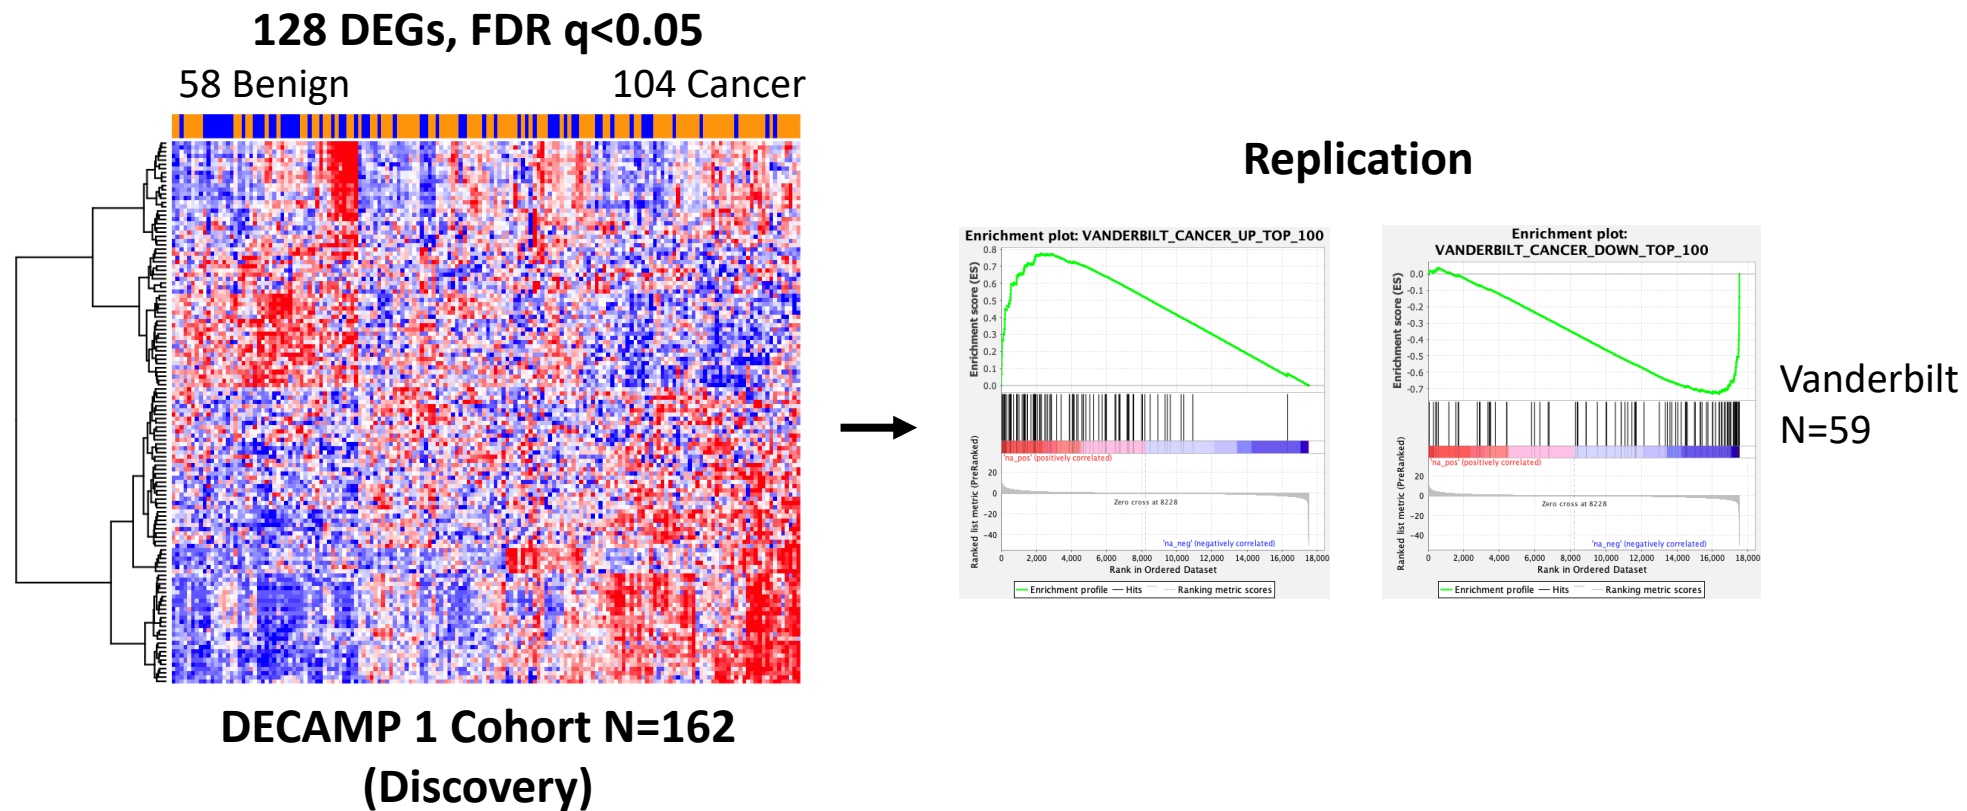 128 DEGs, FDR q<0.05
58 Benign
104 Cancer
DECAMP 1 Cohort N=162
(Discovery)
Replication
Enrichment plot: VANDERBILT_CANCER_UP_TOP_100
Enrichment score (ES)
0.8
0.7
0.6
0.5
0.4
0.3
0.2
0.1
0.0
'na_pos' (positively correlated)
Ranked list metric (PreRanked)
20
0
-20
-40
Zero cross at 8228
'na_neg' (negatively correlated)
0 2,000 4,000 6,000 8,000 10,000 12,000 14,000 16,000 18,000
Rank in Ordered Dataset
Enrichment profile Hits Ranking metric scores
Enrichment plot:
VANDERBILT_CANCER_DOWN_TOP_100
Enrichment score (ES)
0.0
-0.1
-0.2
-0.3
-0.4
-0.5
-0.6
-0.7
'na_pos' (positively correlated)
Ranked list metric (PreRanked)
20
0
-20
-40
Zero cross at 8228
'na_neg' (negatively correlated)
0 2,000 4,000 6,000 8,000 10,000 12,000 14,000 16,000 18,000
Rank in Ordered Dataset
Enrichment profile Hits Ranking metric scores
Vanderbilt
N=59